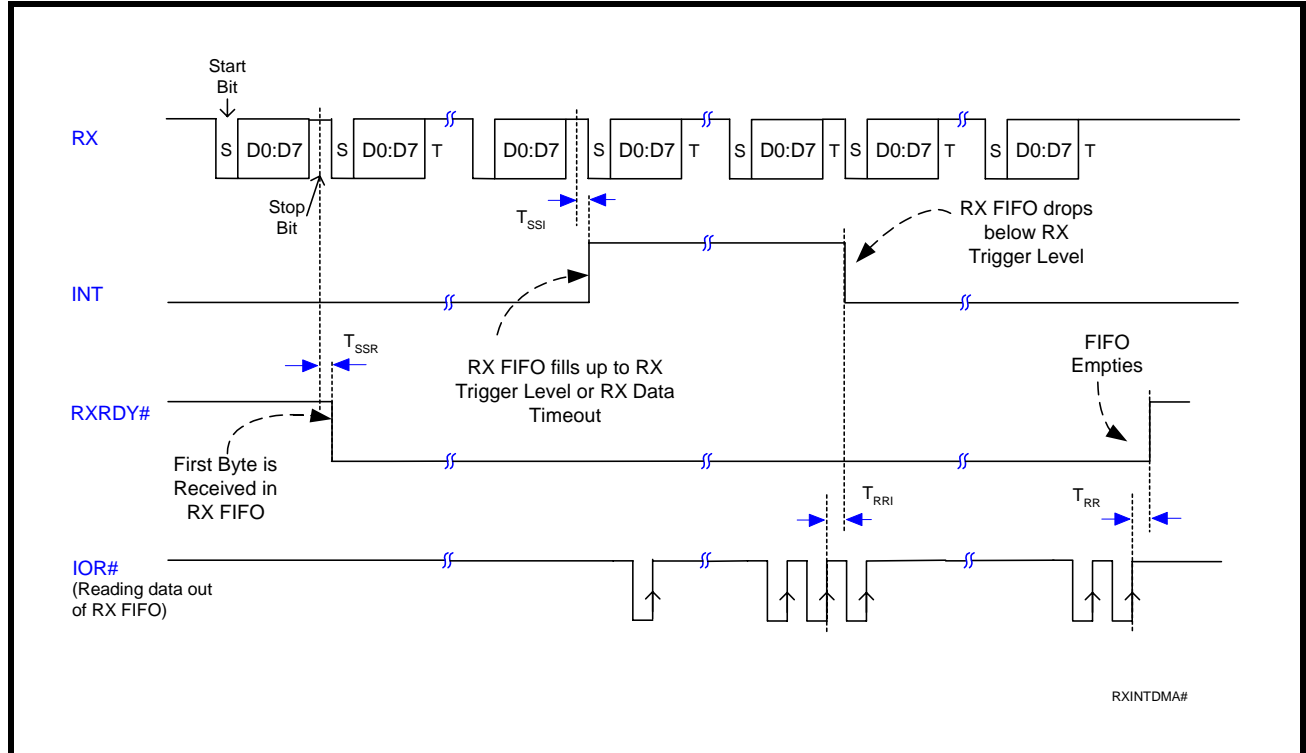 Start
Bit
RX
S D0:D7 S D0:D7 T D0:D7 S D0:D7 T S D0:D7 T S D0:D7 T S D0:D7 T
Stop
Bit
TSSI
RX FIFO drops
below RX
Trigger Level
INT
TSSR
RX FIFO fills up to RX
Trigger Level or RX Data
Timeout
FIFO
Empties
RXRDY#
First Byte is
Received in
RX FIFO
TRRI
TRR
IOR#
(Reading data out
of RX FIFO)
RXINTDMA#